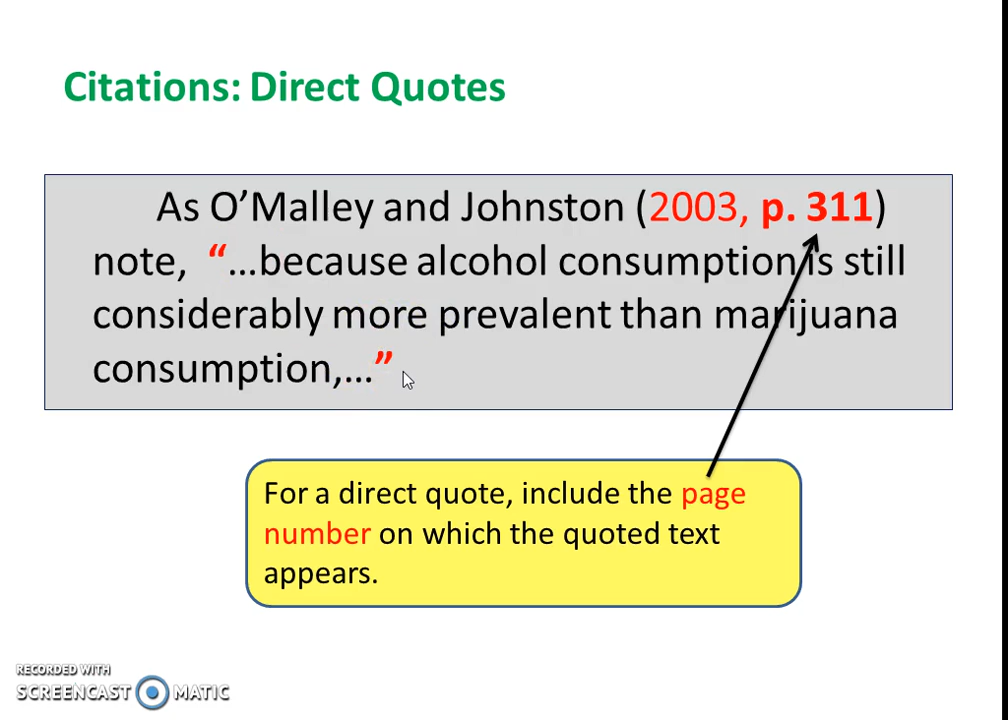 Citations: Direct Quotes
As O’Malley and Johnston (2003, p. 311)
note, “…because alcohol consumption is still
considerably more prevalent than marijuana
consumption,…”
For a direct quote, include the page
number on which the quoted text
appears.
RECORDED WITH
SCREENCAST MATIC